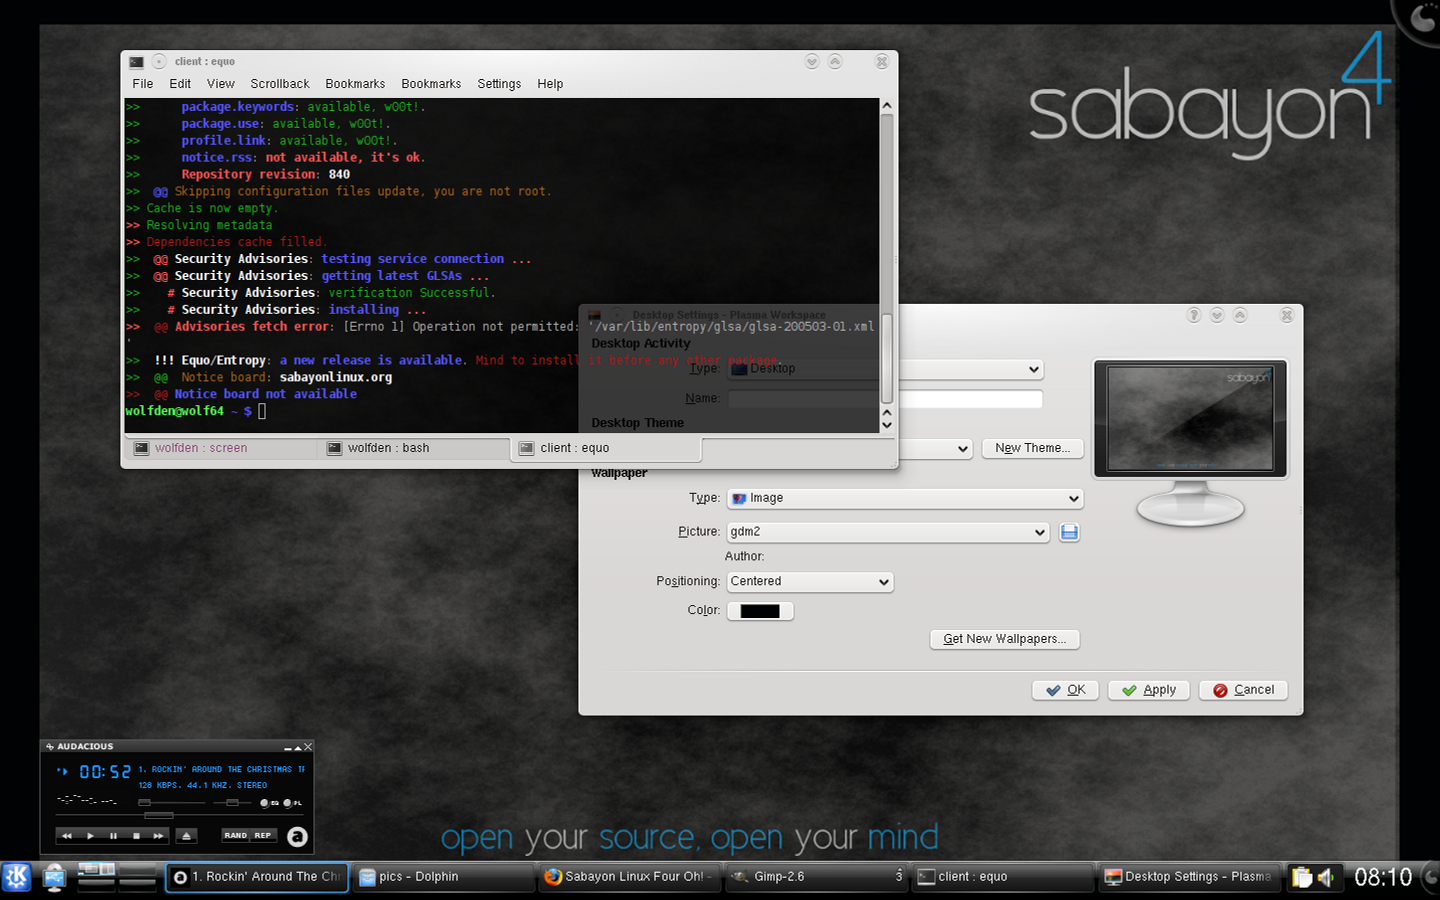 sabayon4
client : equo
File Edit View Scrollback Bookmarks Bookmarks Settings Help
>> package.keywords: available, w00t!.
>> package.use: available, w00t!.
>> profile.link: available, w00t!.
>> notice.rss: not available, it's ok.
>> Repository revision: 840
>> @@ Skipping configuration files update, you are not root.
>> Cache is now empty.
>> Resolving metadata
>> Dependencies cache filled.
>> @@ Security Advisories: testing service connection ...
>> @@ Security Advisories: getting latest GLSAs ...
>> # Security Advisories: verification Successful.
>> # Security Advisories: installing ...
>> @@ Advisories fetch error: [Errno 1] Operation not permitted: '/var/lib/entropy/glsa/glsa-200503-01.xml
'
>> !!! Equo/Entropy: a new release is available. Mind to install it before any other package.
>> @@ Notice board: sabayonlinux.org
>> @@ Notice board not available
wolfden@wolf64 ~ $
wolfden : screen
wolfden : bash
client : equo
Desktop Settings - Plasma Workspace
Desktop Activity
Type: Desktop
Name:
Desktop Theme
New Theme...
Wallpaper
Type: Image
Picture: gdm2
Author:
Positioning: Centered
Color:
Get New Wallpapers...
OK Apply Cancel
sabayon4
AUDACIOUS
00:52 1. ROCKIN' AROUND THE CHRISTMAS TR
128 KBPS, 44.1 KHZ, STEREO
EQ PL
RAND REP
a
open your source, open your mind
1. Rockin' Around The Chr
pics - Dolphin
Sabayon Linux Four Oh! -
Gimp-2.6 3
client : equo
Desktop Settings - Plasma
08:10